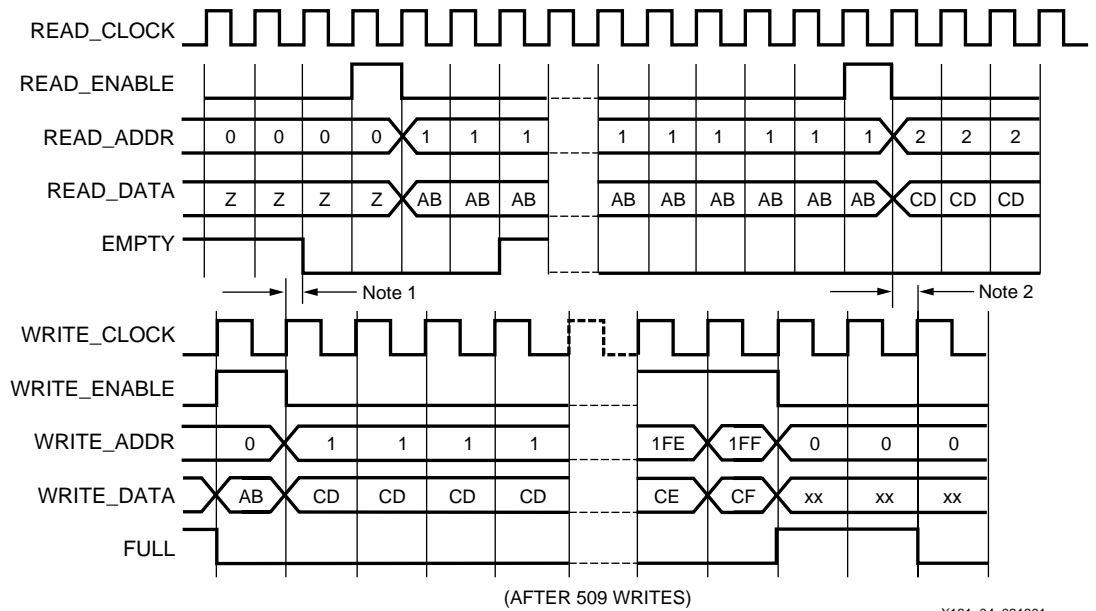 READ_CLOCK
READ_ENABLE
READ_ADDR 0 0 0 0 1 1 1 1 1 1 1 1 1 2 2 2
READ_DATA Z Z Z Z AB AB AB AB AB AB AB AB AB CD CD CD
EMPTY
Note 1 Note 2
WRITE_CLOCK
WRITE_ENABLE
WRITE_ADDR 0 1 1 1 1 1FE 1FF 0 0 0
WRITE_DATA AB CD CD CD CD CE CF xx xx xx
FULL
(AFTER 509 WRITES)